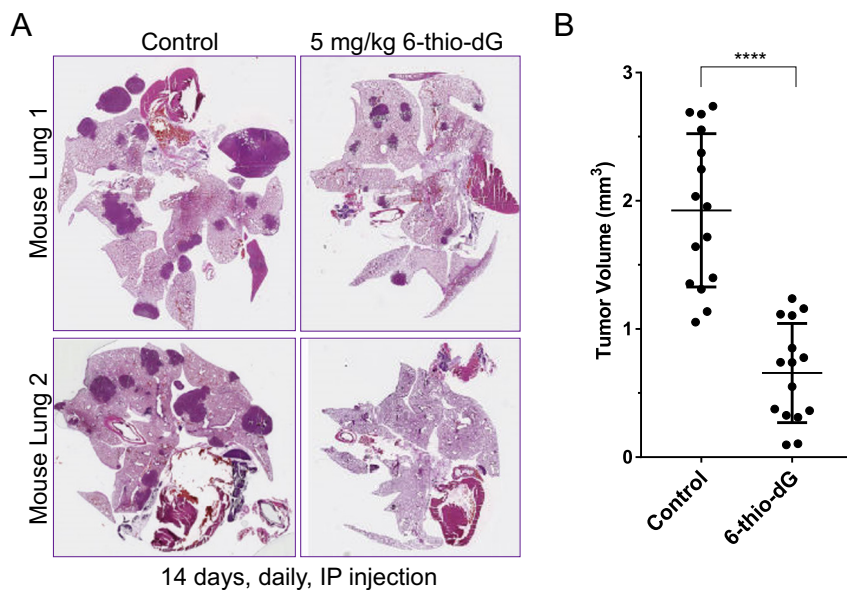 A
Control
5 mg/kg 6-thio-dG
Mouse Lung 1
Mouse Lung 2
14 days, daily, IP injection
B
****
Tumor Volume (mm³)
3
2
1
0
Control
6-thio-dG